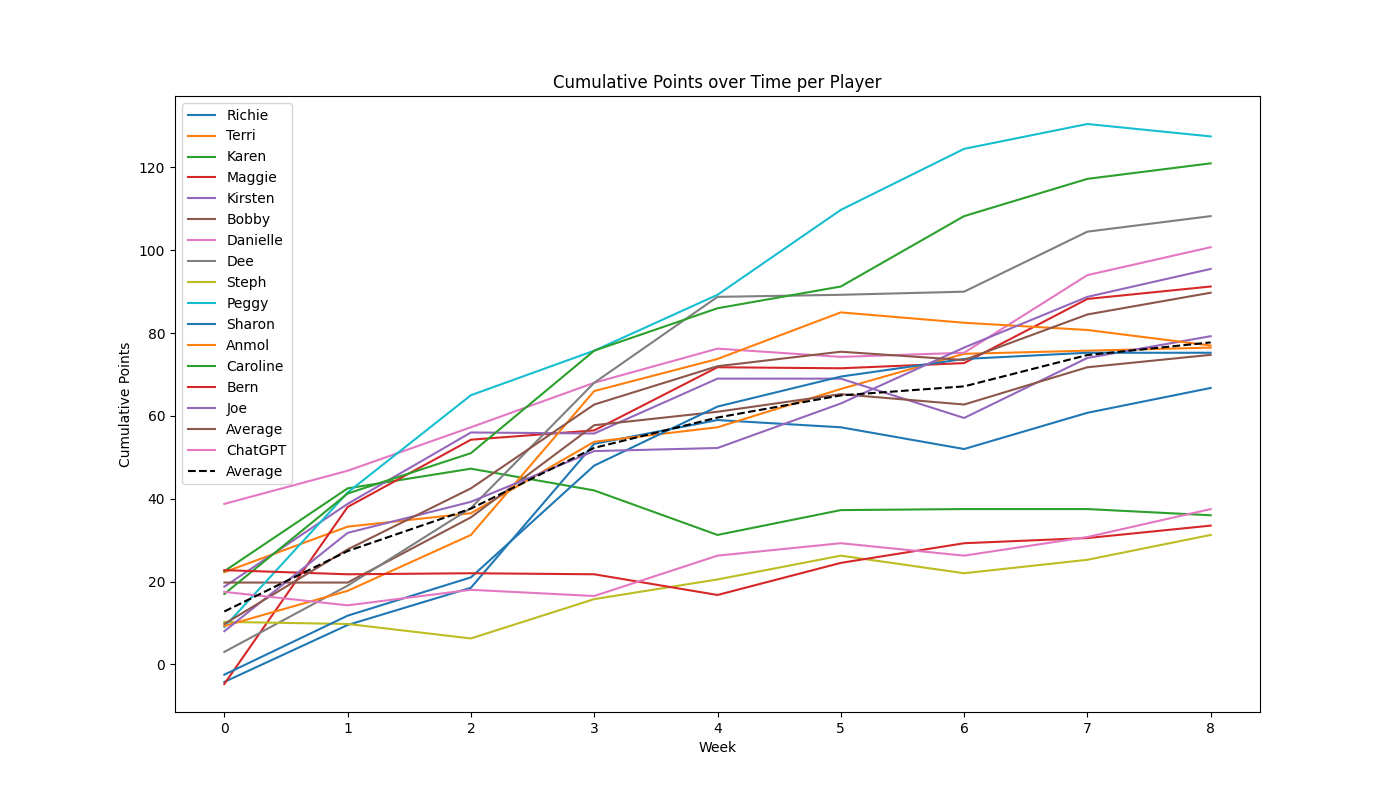 Cumulative Points over Time per Player
Richie
Terri
Karen
Maggie
Kirsten
Bobby
Danielle
Dee
Steph
Peggy
Sharon
Anmol
Caroline
Bern
Joe
Average
ChatGPT
Average
Cumulative Points
120
100
80
60
40
20
0
0 1 2 3 4 5 6 7 8
Week